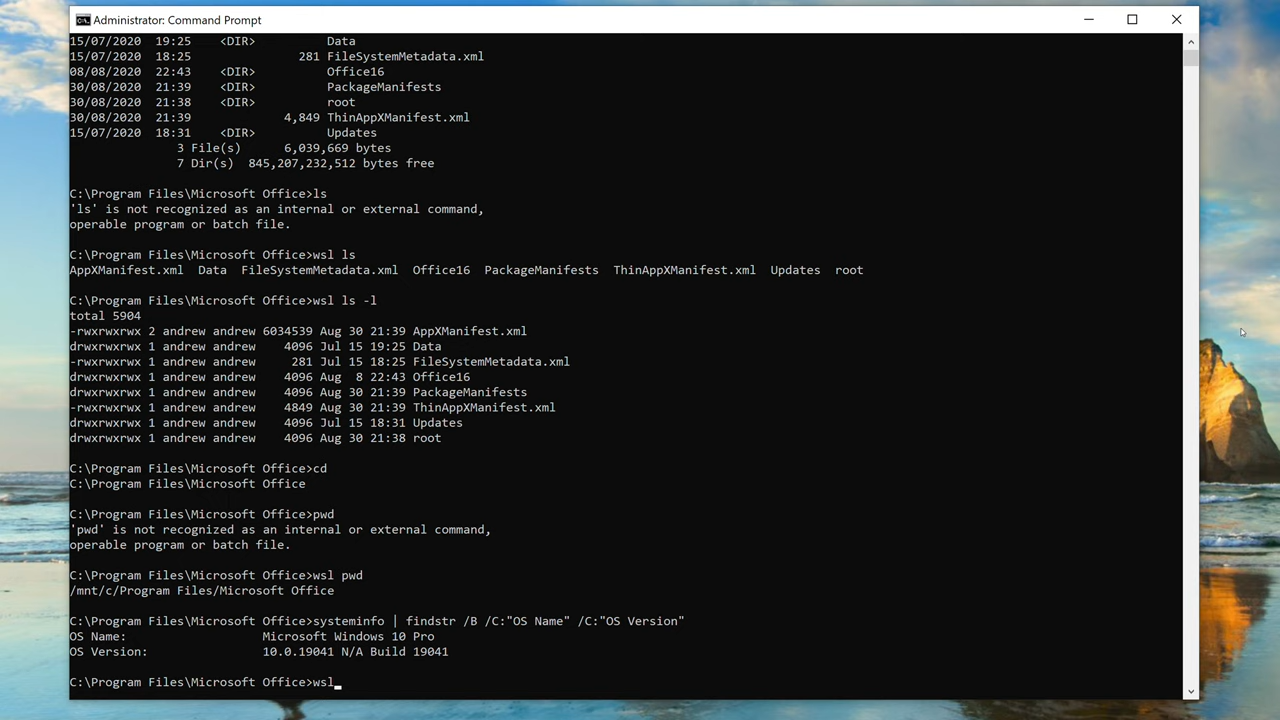 Administrator: Command Prompt
15/07/2020  19:25    <DIR>          Data
15/07/2020  18:25               281 FileSystemMetadata.xml
08/08/2020  22:43    <DIR>          Office16
30/08/2020  21:39    <DIR>          PackageManifests
30/08/2020  21:38    <DIR>          root
30/08/2020  21:39             4,849 ThinAppXManifest.xml
15/07/2020  18:31    <DIR>          Updates
               3 File(s)      6,039,669 bytes
               7 Dir(s)  845,207,232,512 bytes free
C:\Program Files\Microsoft Office>ls
'ls' is not recognized as an internal or external command,
operable program or batch file.
C:\Program Files\Microsoft Office>wsl ls
AppXManifest.xml  Data  FileSystemMetadata.xml  Office16  PackageManifests  ThinAppXManifest.xml  Updates  root
C:\Program Files\Microsoft Office>wsl ls -l
total 5904
-rwxrwxrwx 2 andrew andrew 6034539 Aug 30 21:39 AppXManifest.xml
drwxrwxrwx 1 andrew andrew    4096 Jul 15 19:25 Data
-rwxrwxrwx 1 andrew andrew     281 Jul 15 18:25 FileSystemMetadata.xml
drwxrwxrwx 1 andrew andrew    4096 Aug  8 22:43 Office16
drwxrwxrwx 1 andrew andrew    4096 Aug 30 21:39 PackageManifests
-rwxrwxrwx 1 andrew andrew    4849 Aug 30 21:39 ThinAppXManifest.xml
drwxrwxrwx 1 andrew andrew    4096 Jul 15 18:31 Updates
drwxrwxrwx 1 andrew andrew    4096 Aug 30 21:38 root
C:\Program Files\Microsoft Office>cd
C:\Program Files\Microsoft Office
C:\Program Files\Microsoft Office>pwd
'pwd' is not recognized as an internal or external command,
operable program or batch file.
C:\Program Files\Microsoft Office>wsl pwd
/mnt/c/Program Files/Microsoft Office
C:\Program Files\Microsoft Office>systeminfo | findstr /B /C:"OS Name" /C:"OS Version"
OS Name:                   Microsoft Windows 10 Pro
OS Version:                10.0.19041 N/A Build 19041
C:\Program Files\Microsoft Office>wsl